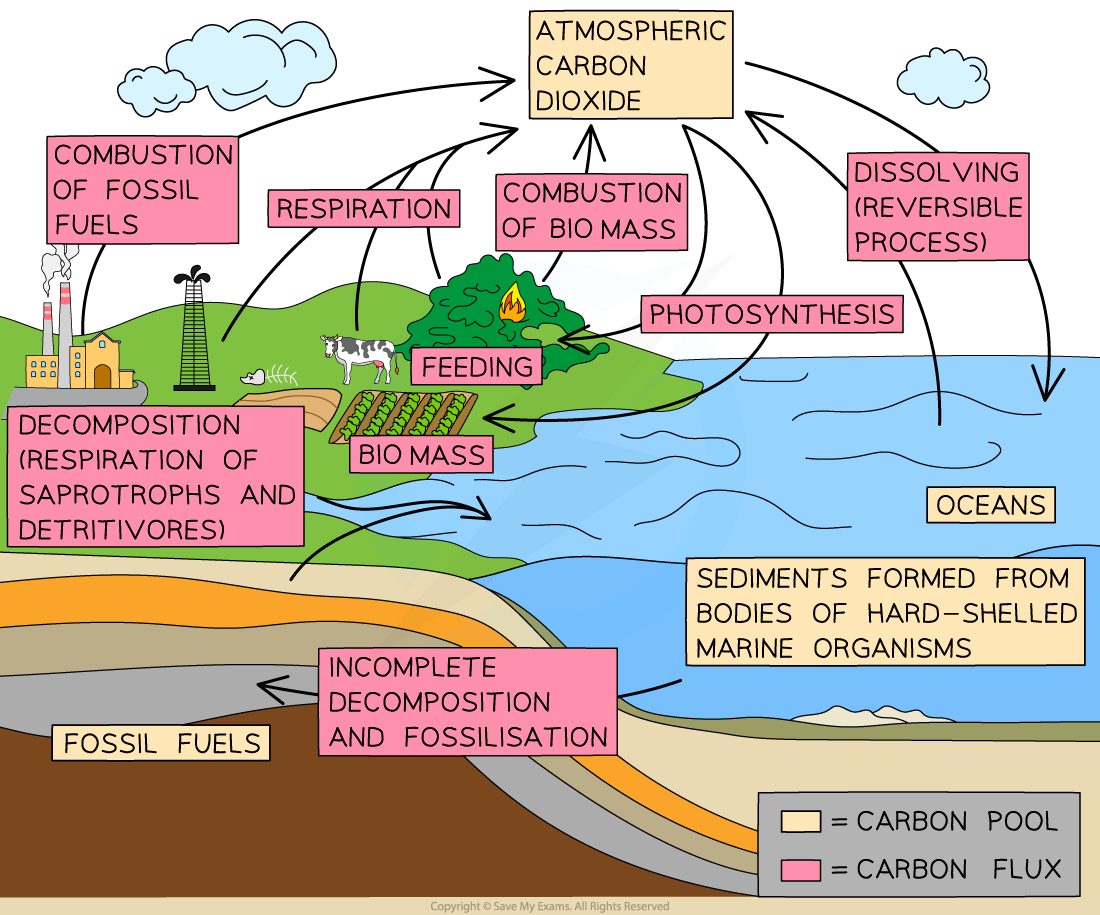 ATMOSPHERIC
CARBON
DIOXIDE
COMBUSTION
OF FOSSIL
FUELS
RESPIRATION
COMBUSTION
OF BIO MASS
DISSOLVING
(REVERSIBLE
PROCESS)
PHOTOSYNTHESIS
FEEDING
BIO MASS
DECOMPOSITION
(RESPIRATION OF
SAPROTROPHS AND
DETRITIVORES)
OCEANS
SEDIMENTS FORMED FROM
BODIES OF HARD-SHELLED
MARINE ORGANISMS
INCOMPLETE
DECOMPOSITION
AND FOSSILISATION
FOSSIL FUELS
= CARBON POOL
= CARBON FLUX
Copyright © Save My Exams. All Rights Reserved